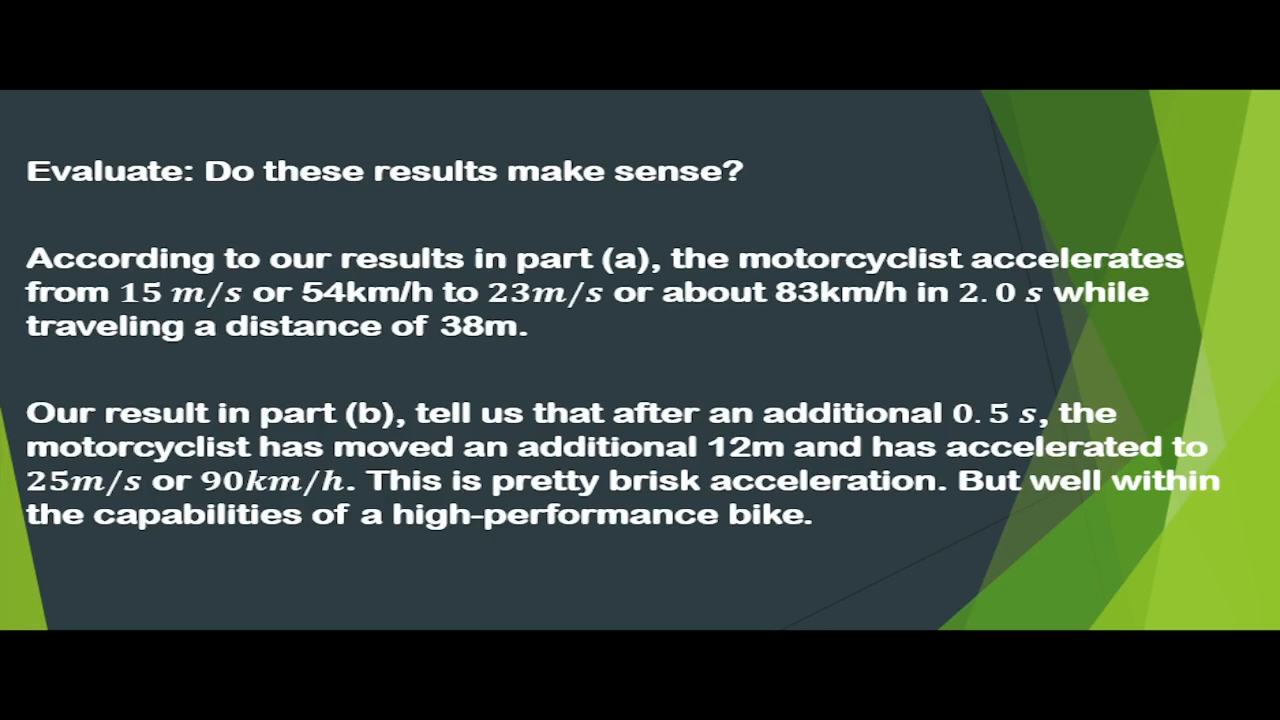 Evaluate: Do these results make sense?
According to our results in part (a), the motorcyclist accelerates
from 15 m/s or 54km/h to 23m/s or about 83km/h in 2.0 s while
traveling a distance of 38m.
Our result in part (b), tell us that after an additional 0.5 s, the
motorcyclist has moved an additional 12m and has accelerated to
25m/s or 90km/h. This is pretty brisk acceleration. But well within
the capabilities of a high-performance bike.